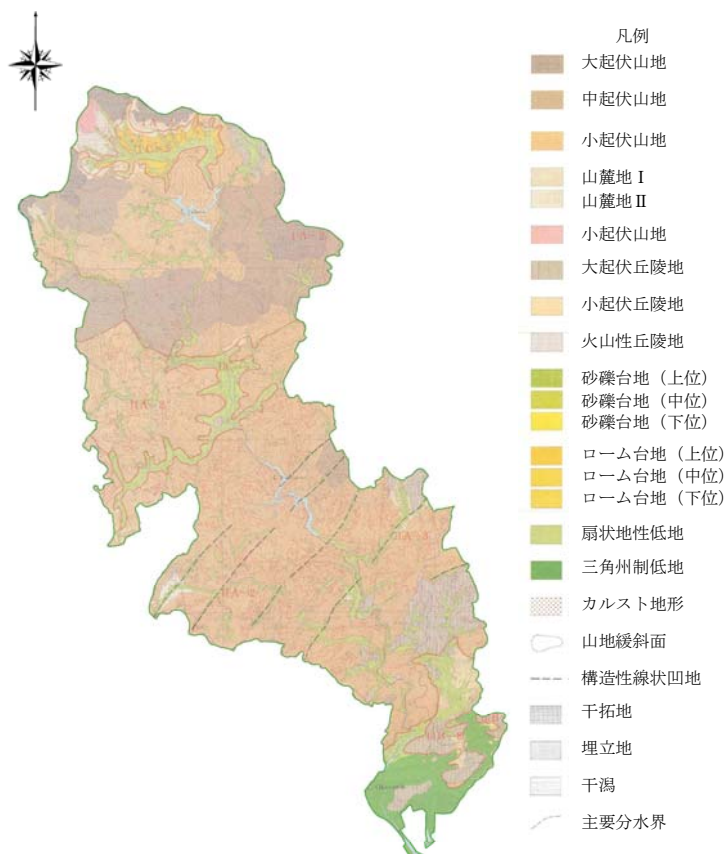 凡例
大起伏山地
中起伏山地
小起伏山地
山麓地Ⅰ
山麓地Ⅱ
小起伏山地
大起伏丘陵地
小起伏丘陵地
火山性丘陵地
砂礫台地（上位）
砂礫台地（中位）
砂礫台地（下位）
ローム台地（上位）
ローム台地（中位）
ローム台地（下位）
扇状地性低地
三角州制低地
カルスト地形
山地緩斜面
構造性線状凹地
干拓地
埋立地
干潟
主要分水界